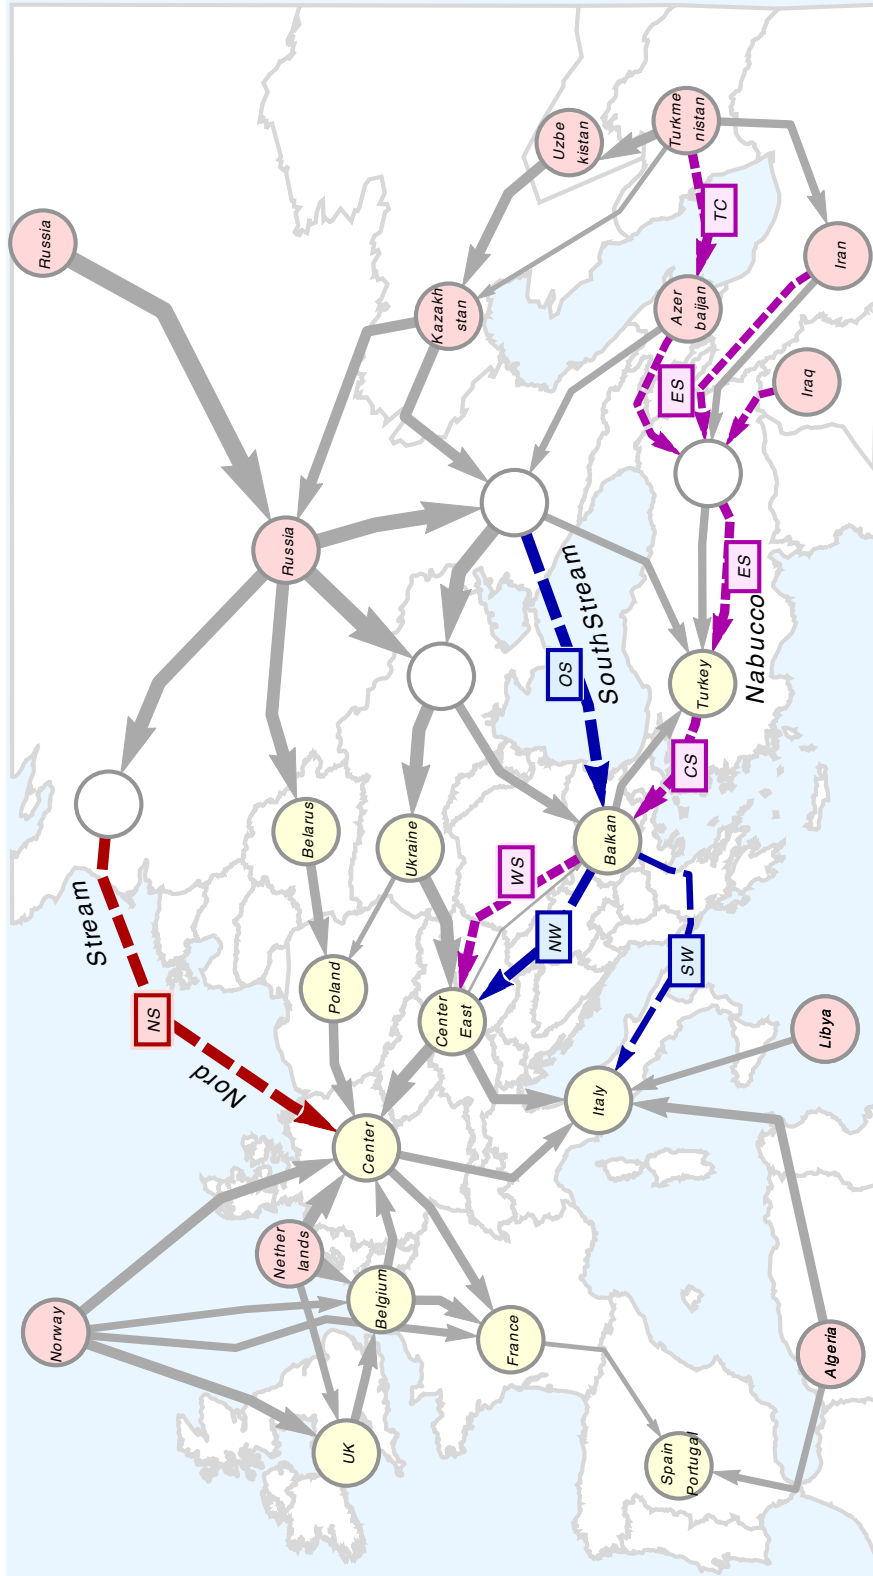 Russia
Norway
Stream
NS
Nord
Russia
Belarus
Poland
Center
Nether
lands
Belgium
UK
Uzbe
kistan
Kazakh
stan
Ukraine
Center
East
France
Turkme
nistan
TC
Azer
baijan
ES
South Stream
OS
Balkan
WS
NW
Italy
Spain
Portugal
Iran
Iraq
ES
Nabucco
Turkey
CS
SW
Libya
Algeria